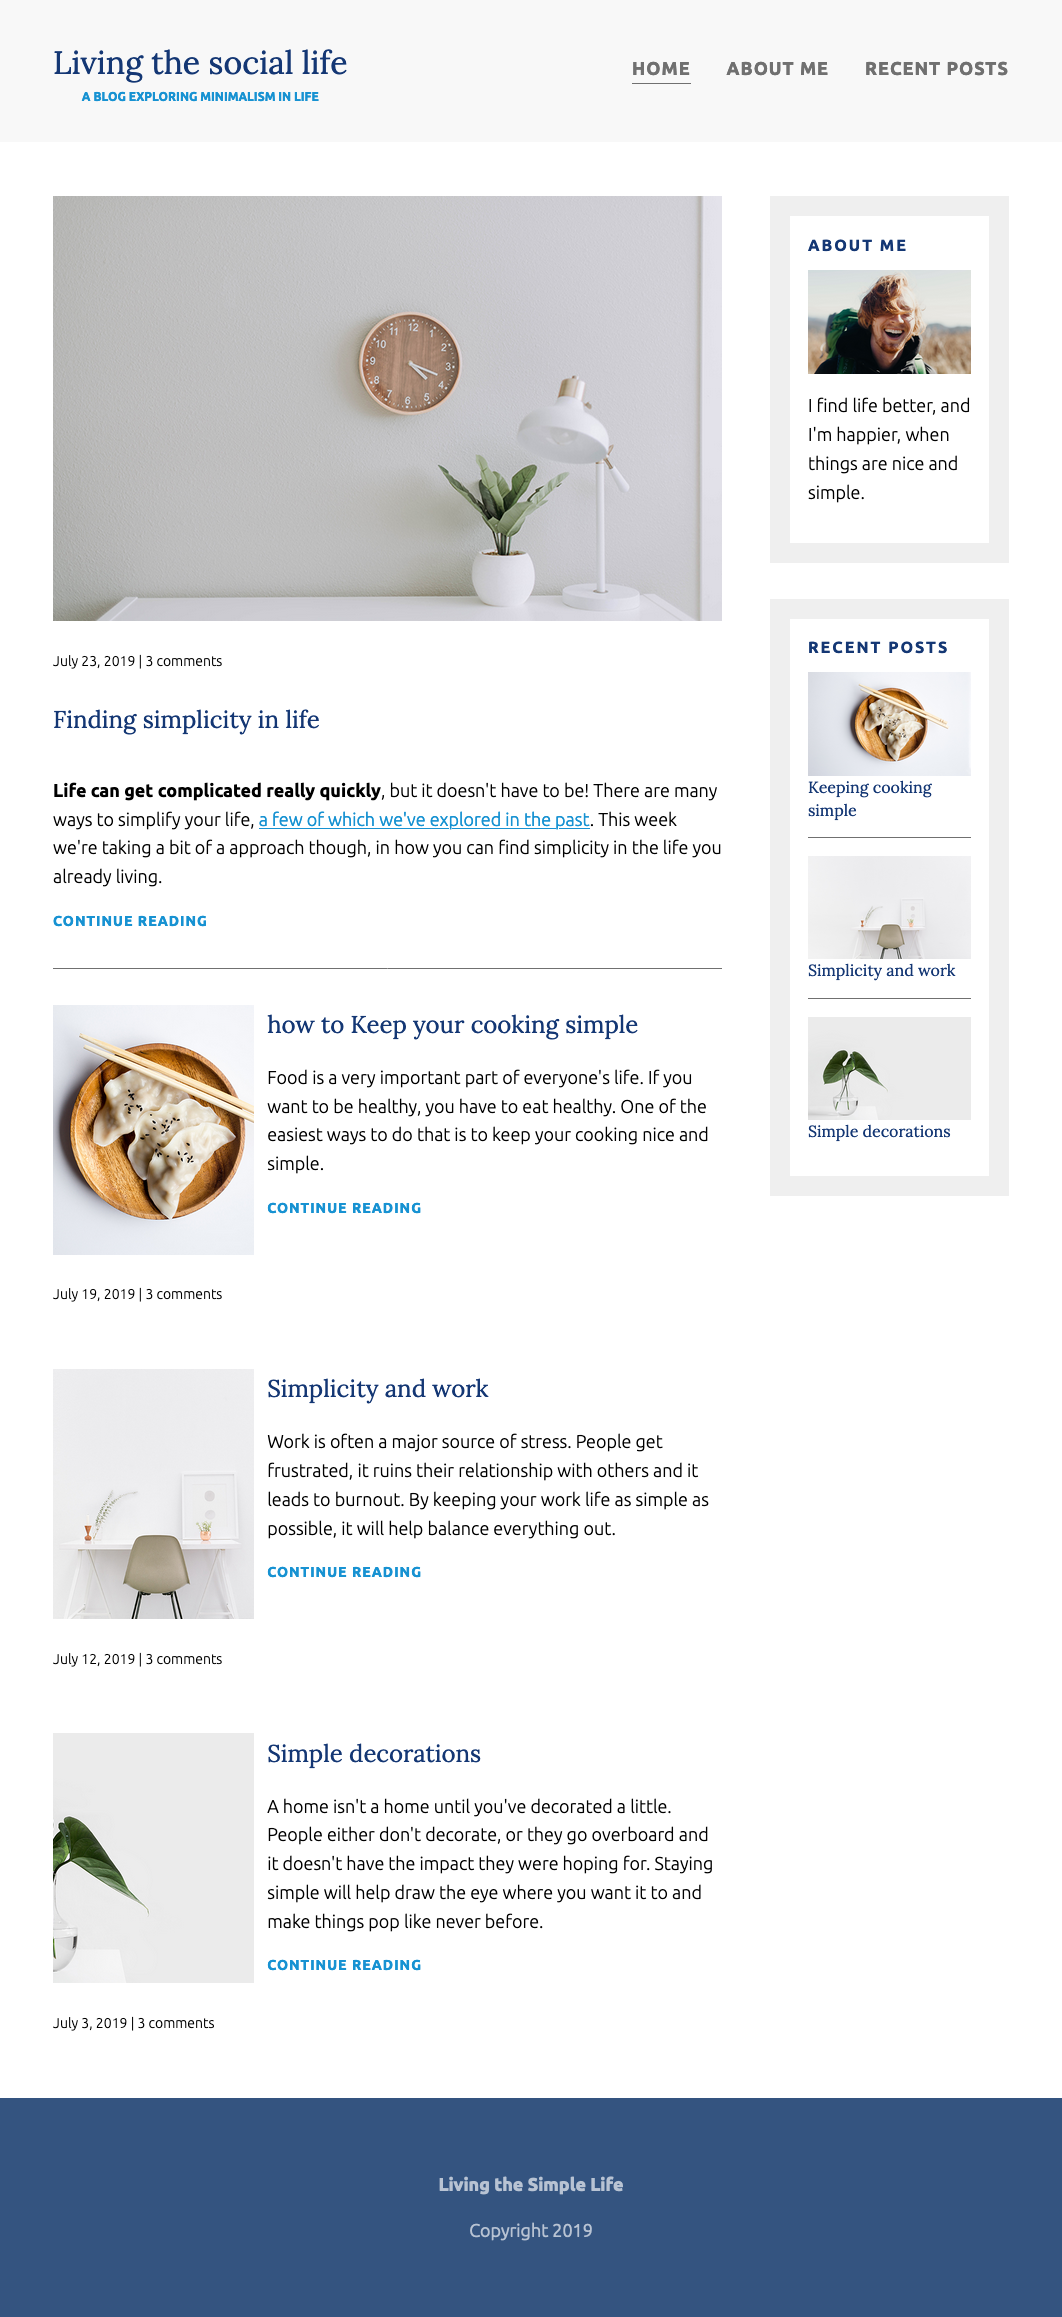 Living the social life
A BLOG EXPLORING MINIMALISM IN LIFE
HOME ABOUT ME RECENT POSTS
July 23, 2019 | 3 comments
Finding simplicity in life
Life can get complicated really quickly, but it doesn't have to be! There are many
ways to simplify your life, a few of which we've explored in the past. This week
we're taking a bit of a approach though, in how you can find simplicity in the life you
already living.
CONTINUE READING
how to Keep your cooking simple
Food is a very important part of everyone's life. If you
want to be healthy, you have to eat healthy. One of the
easiest ways to do that is to keep your cooking nice and
simple.
CONTINUE READING
July 19, 2019 | 3 comments
Simplicity and work
Work is often a major source of stress. People get
frustrated, it ruins their relationship with others and it
leads to burnout. By keeping your work life as simple as
possible, it will help balance everything out.
CONTINUE READING
July 12, 2019 | 3 comments
Simple decorations
A home isn't a home until you've decorated a little.
People either don't decorate, or they go overboard and
it doesn't have the impact they were hoping for. Staying
simple will help draw the eye where you want it to and
make things pop like never before.
CONTINUE READING
July 3, 2019 | 3 comments
ABOUT ME
I find life better, and
I'm happier, when
things are nice and
simple.
RECENT POSTS
Keeping cooking
simple
Simplicity and work
Simple decorations
Living the Simple Life
Copyright 2019
12
1
2
3
4
5
6
7
8
9
10
11